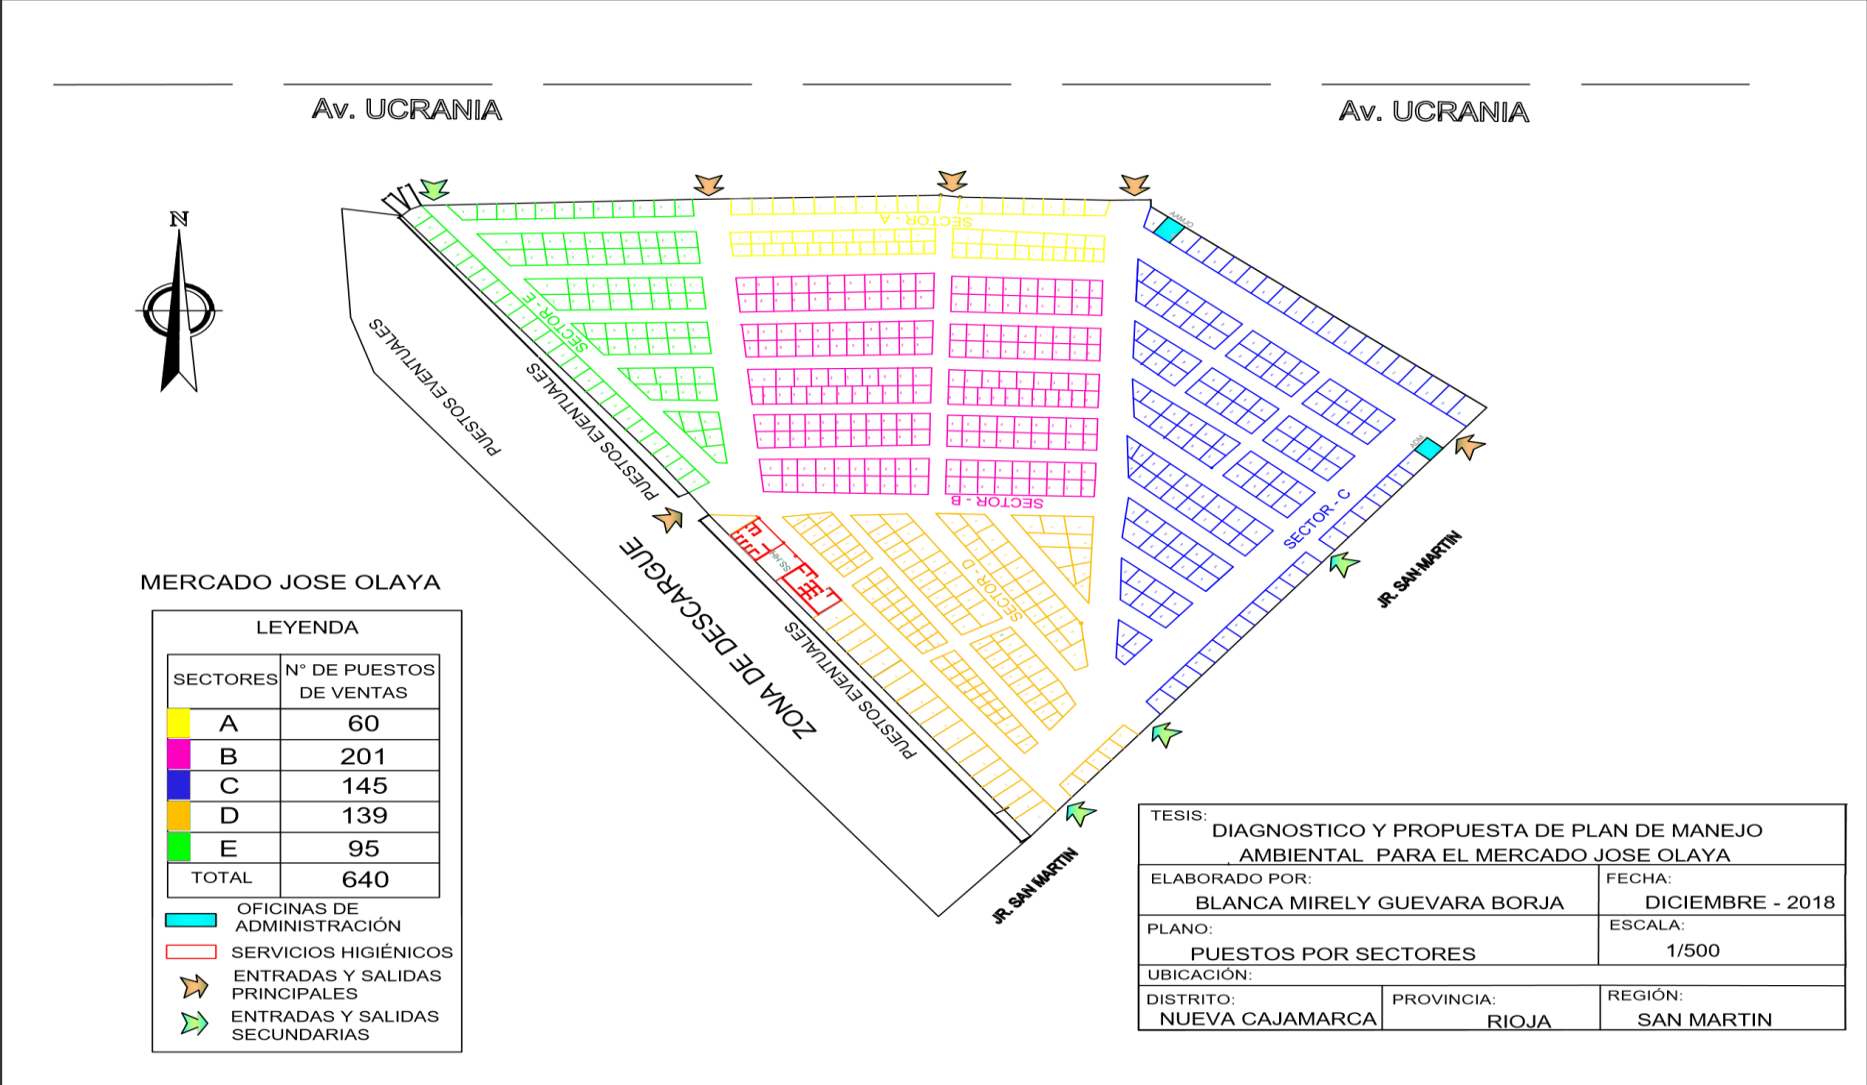 Av. UCRANIA
Av. UCRANIA
N
SECTOR - A
AAMJO
SECTOR - E
PUESTOS EVENTUALES
PUESTOS EVENTUALES
ADM
SECTOR - B
SECTOR - C
SS.HH
SECTOR - D
ZONA DE DESCARGUE
PUESTOS EVENTUALES
JR. SAN MARTIN
JR. SAN MARTIN
MERCADO JOSE OLAYA
LEYENDA
SECTORES N° DE PUESTOS
DE VENTAS
A 60
B 201
C 145
D 139
E 95
TOTAL 640
OFICINAS DE
ADMINISTRACIÓN
SERVICIOS HIGIÉNICOS
ENTRADAS Y SALIDAS
PRINCIPALES
ENTRADAS Y SALIDAS
SECUNDARIAS
TESIS:
DIAGNOSTICO Y PROPUESTA DE PLAN DE MANEJO
AMBIENTAL PARA EL MERCADO JOSE OLAYA
ELABORADO POR:
BLANCA MIRELY GUEVARA BORJA
FECHA:
DICIEMBRE - 2018
PLANO:
PUESTOS POR SECTORES
ESCALA:
1/500
UBICACIÓN:
DISTRITO:
NUEVA CAJAMARCA
PROVINCIA:
RIOJA
REGIÓN:
SAN MARTIN